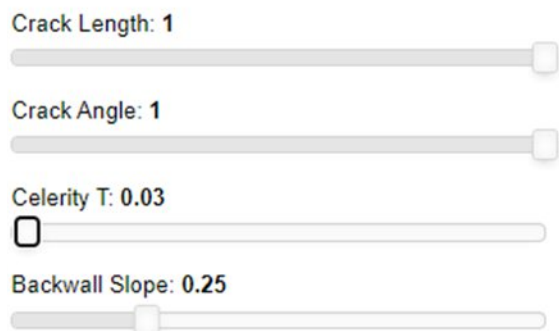 Crack Length: 1
Crack Angle: 1
Celerity T: 0.03
Backwall Slope: 0.25